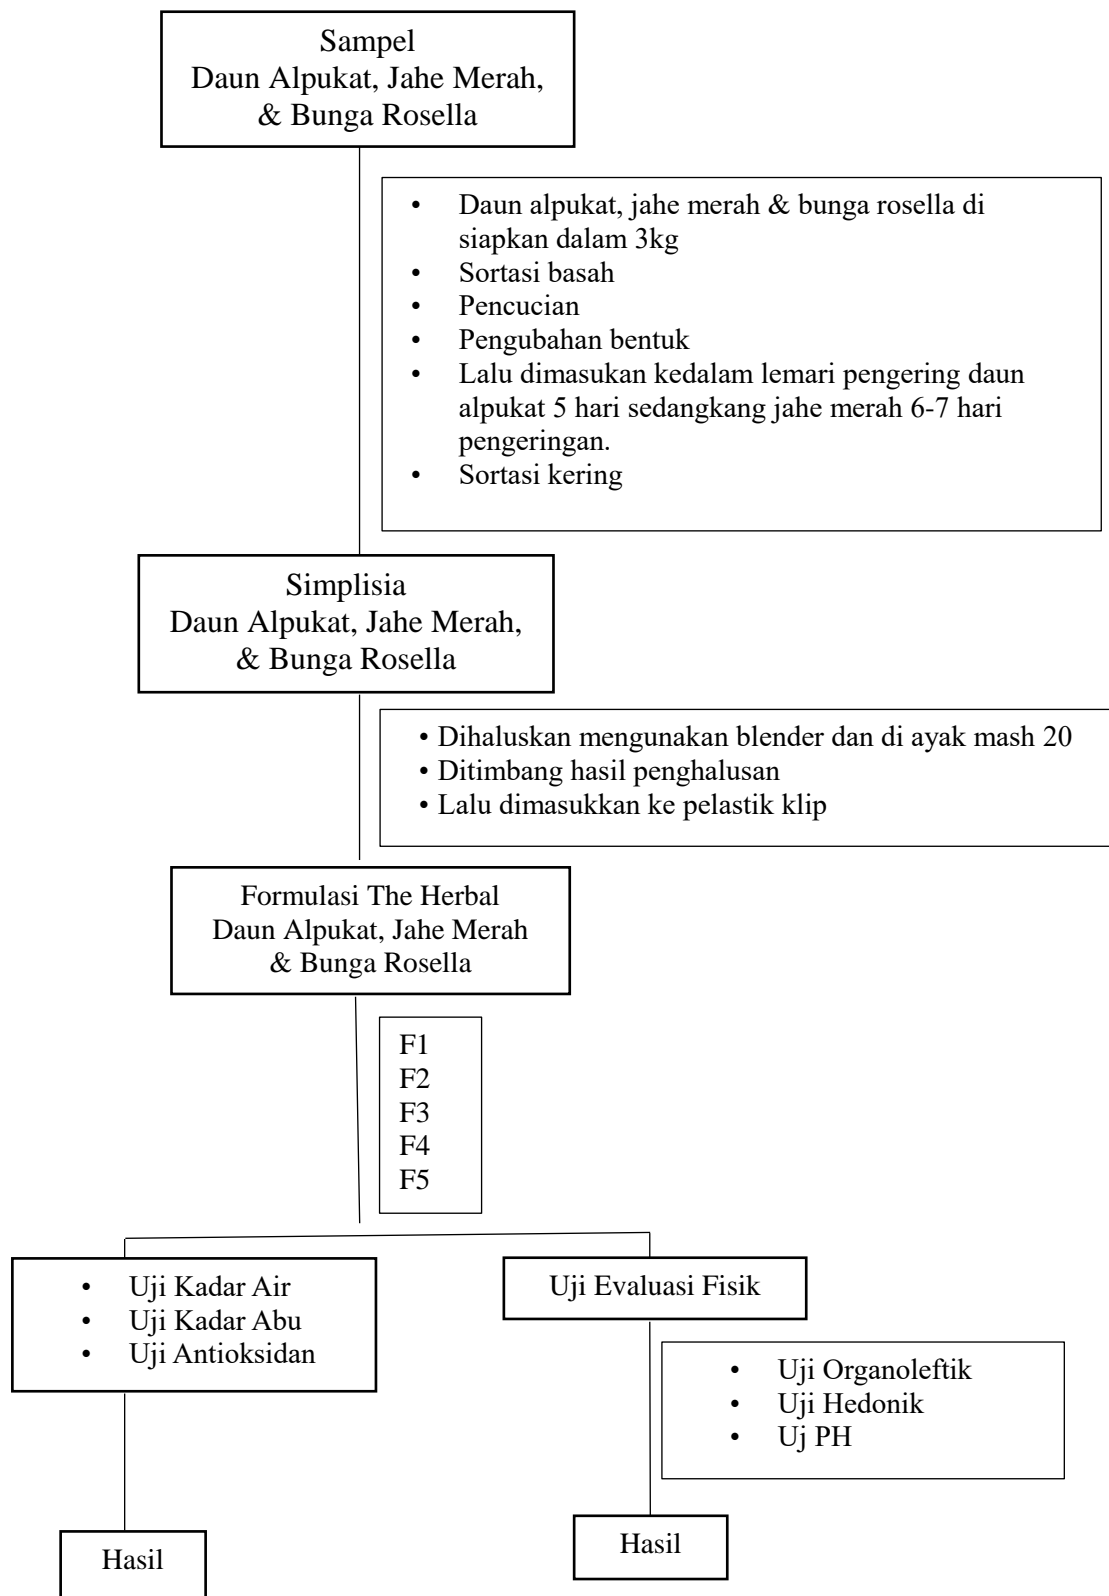 Sampel
Daun Alpukat, Jahe Merah,
& Bunga Rosella
• Daun alpukat, jahe merah & bunga rosella di
siapkan dalam 3kg
• Sortasi basah
• Pencucian
• Pengubahan bentuk
• Lalu dimasukan kedalam lemari pengering daun
alpukat 5 hari sedangkang jahe merah 6-7 hari
pengeringan.
• Sortasi kering
Simplisia
Daun Alpukat, Jahe Merah,
& Bunga Rosella
• Dihaluskan mengunakan blender dan di ayak mash 20
• Ditimbang hasil penghalusan
• Lalu dimasukkan ke pelastik klip
Formulasi The Herbal
Daun Alpukat, Jahe Merah
& Bunga Rosella
F1
F2
F3
F4
F5
• Uji Kadar Air
• Uji Kadar Abu
• Uji Antioksidan
Uji Evaluasi Fisik
• Uji Organoleftik
• Uji Hedonik
• Uj PH
Hasil
Hasil